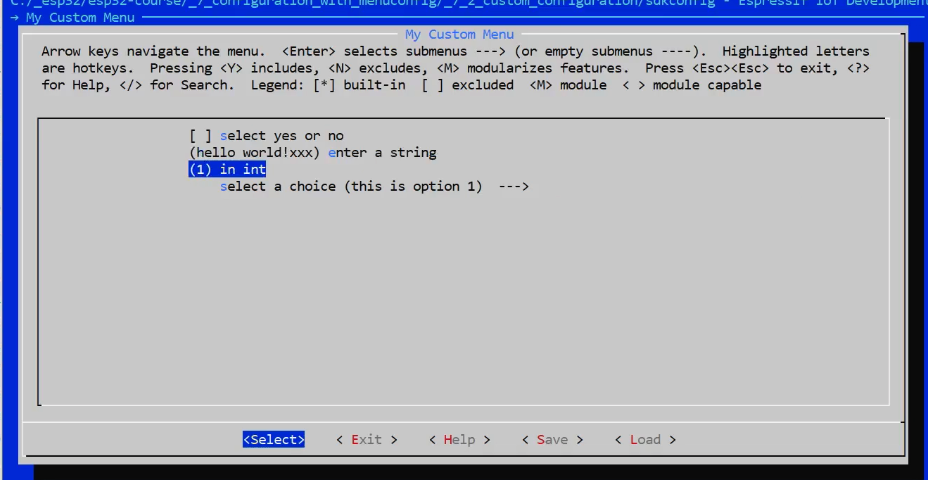 C:/_esp32/esp32-course/_7_configuration_with_menuconfig/_7_2_custom_configuration/sdkconfig - Espressif IoT Development
→ My Custom Menu
My Custom Menu
Arrow keys navigate the menu. <Enter> selects submenus ---> (or empty submenus ----). Highlighted letters
are hotkeys. Pressing <Y> includes, <N> excludes, <M> modularizes features. Press <Esc><Esc> to exit, <?>
for Help, </> for Search. Legend: [*] built-in [ ] excluded <M> module < > module capable
[ ] select yes or no
(hello world!xxx) enter a string
(1) in int
select a choice (this is option 1) --->
<Select> < Exit > < Help > < Save > < Load >